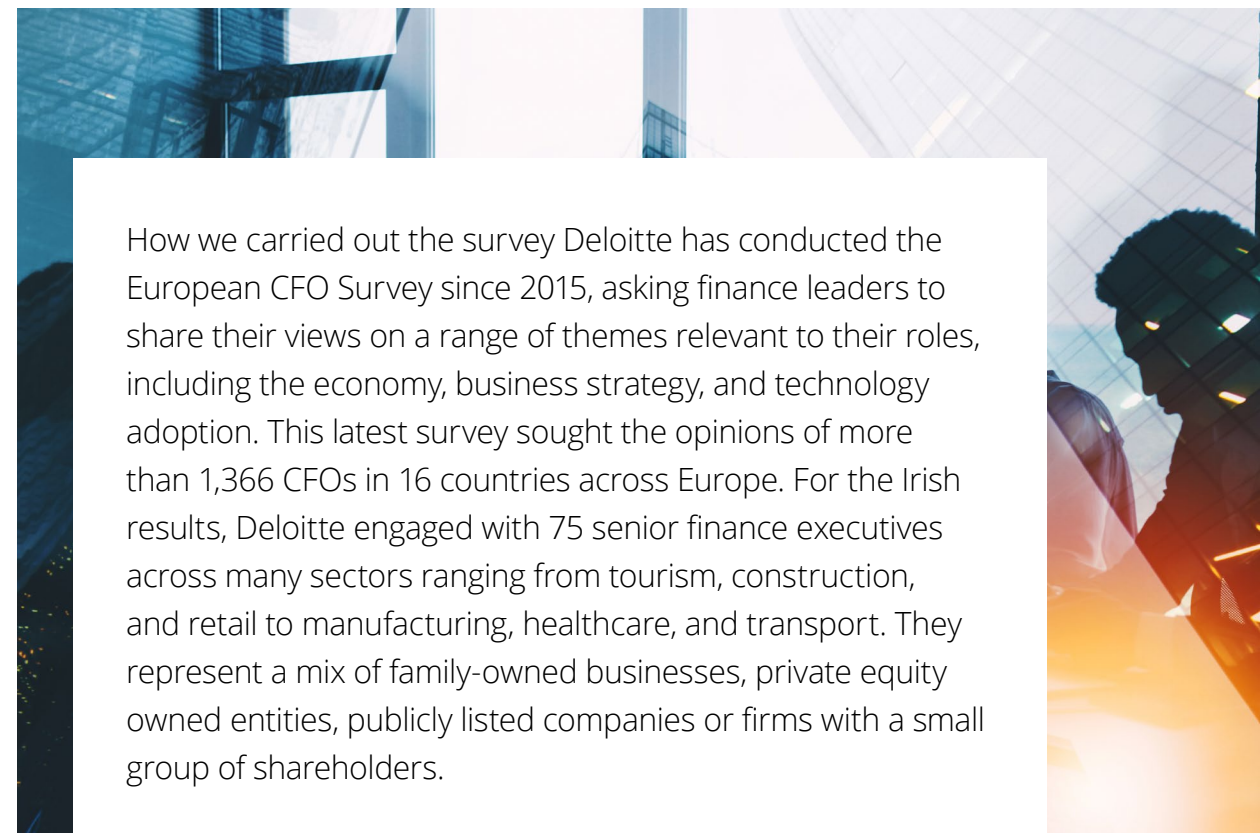 How we carried out the survey Deloitte has conducted the
European CFO Survey since 2015, asking finance leaders to
share their views on a range of themes relevant to their roles,
including the economy, business strategy, and technology
adoption. This latest survey sought the opinions of more
than 1,366 CFOs in 16 countries across Europe. For the Irish
results, Deloitte engaged with 75 senior finance executives
across many sectors ranging from tourism, construction,
and retail to manufacturing, healthcare, and transport. They
represent a mix of family-owned businesses, private equity
owned entities, publicly listed companies or firms with a small
group of shareholders.